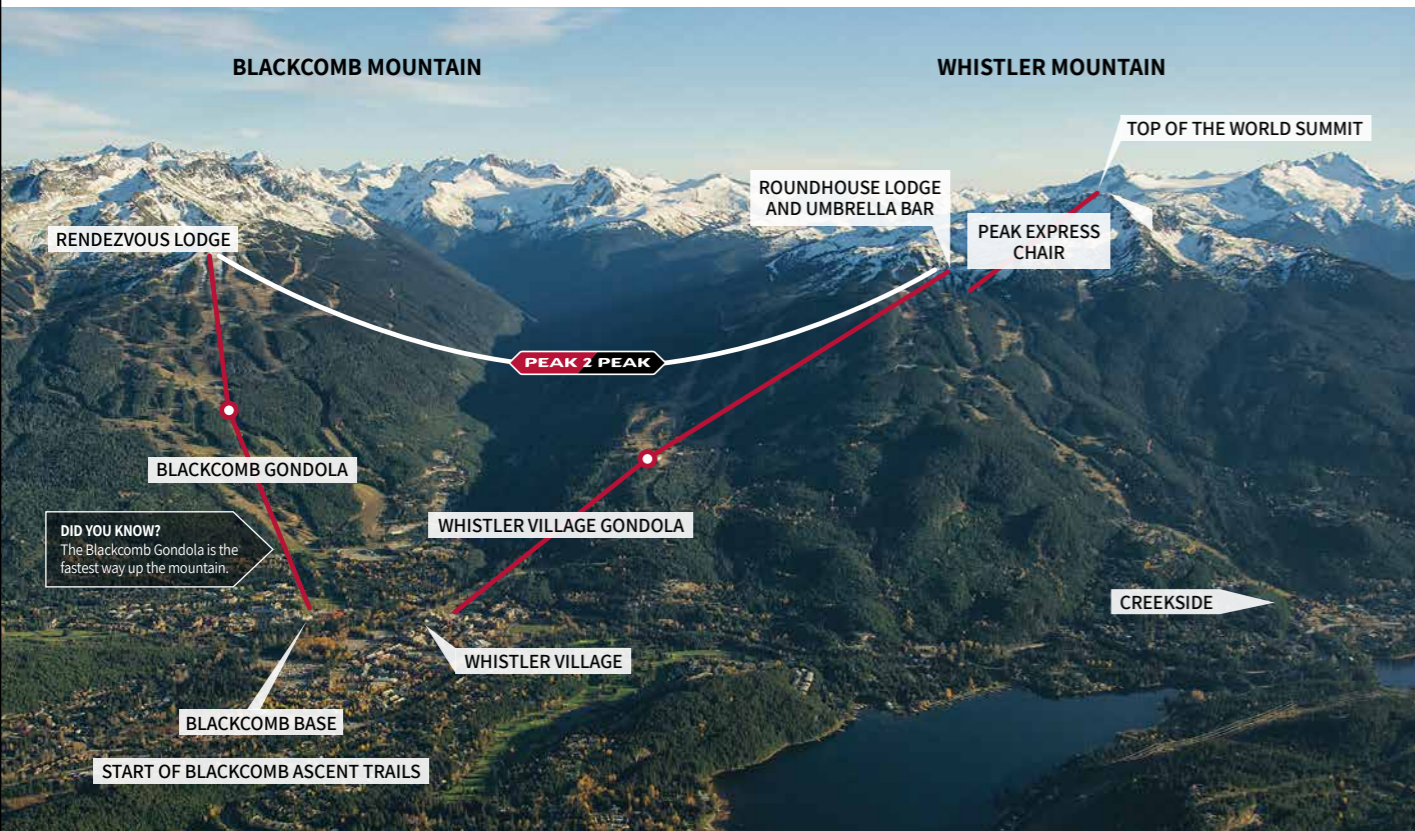 BLACKCOMB MOUNTAIN
WHISTLER MOUNTAIN
TOP OF THE WORLD SUMMIT
ROUNDHOUSE LODGE
AND UMBRELLA BAR
PEAK EXPRESS
CHAIR
RENDEZVOUS LODGE
PEAK 2 PEAK
BLACKCOMB GONDOLA
WHISTLER VILLAGE GONDOLA
DID YOU KNOW?
The Blackcomb Gondola is the
fastest way up the mountain.
CREEKSIDE
WHISTLER VILLAGE
BLACKCOMB BASE
START OF BLACKCOMB ASCENT TRAILS